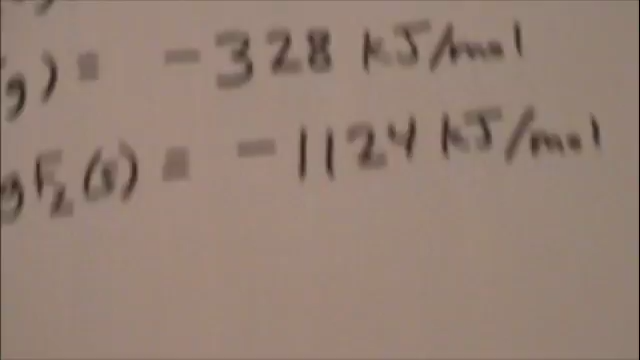 g) = -328 kJ/mol
gF2(s) = -1124 kJ/mol